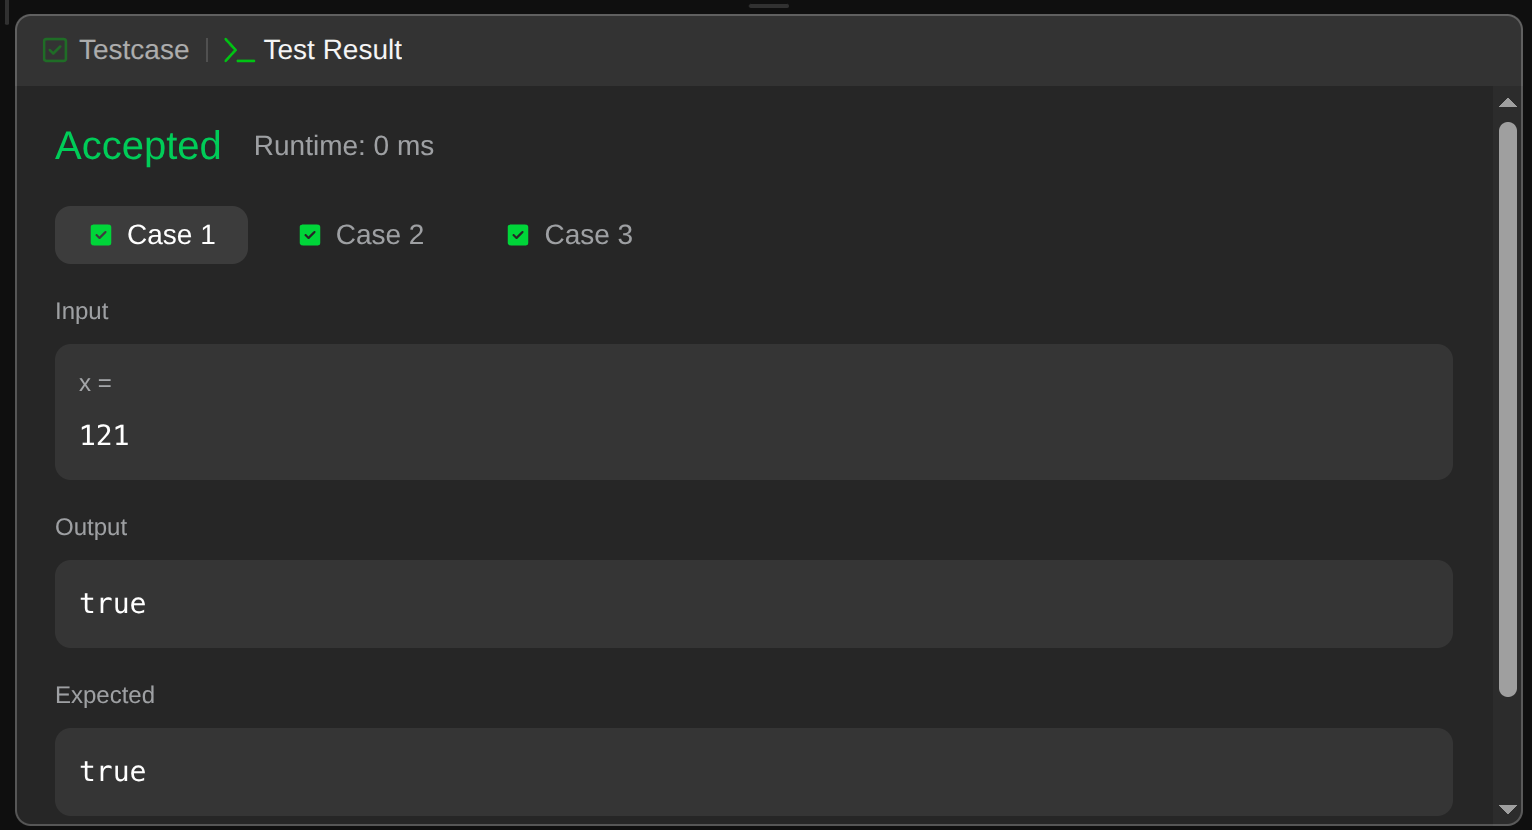 Testcase Test Result
Accepted Runtime: 0 ms
Case 1 Case 2 Case 3
Input
x =
121
Output
true
Expected
true